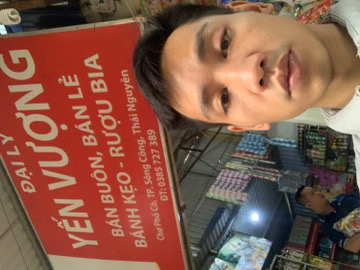 ĐẠI LÝ
YẾN VƯỢNG
BÁN BUÔN, BÁN LẺ
BÁNH KẸO - RƯỢU BIA
Chợ Phố Cò, TP. Sông Công, Thái Nguyên
ĐT: 0385 727 389